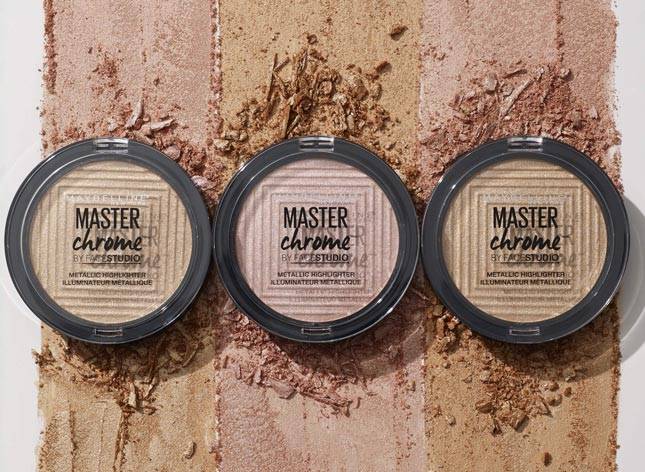 MAYBELLINE
MASTER
chrome
BY FACESTUDIO
METALLIC HIGHLIGHTER
ILLUMINATEUR MÉTALLIQUE
MASTER
chrome
BY FACESTUDIO
METALLIC HIGHLIGHTER
ILLUMINATEUR MÉTALLIQUE
MASTER
chrome
BY FACESTUDIO
METALLIC HIGHLIGHTER
ILLUMINATEUR MÉTALLIQUE